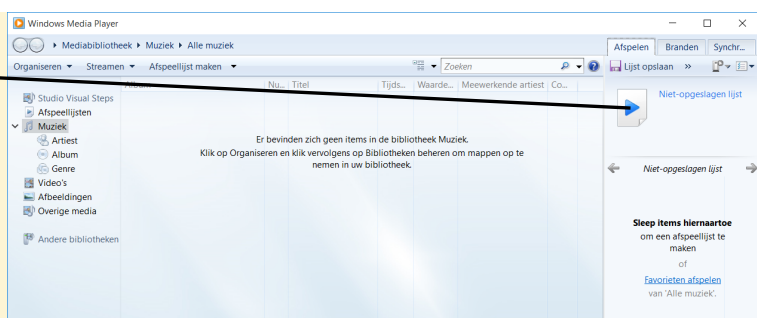 Windows Media Player
Mediabibliotheek Muziek Alle muziek
Afspelen Branden Synchr...
Organiseren Streamen Afspeellijst maken Zoeken
Lijst opslaan »
Nu... Titel Tijds... Waarde... Meewerkende artiest Co...
Niet-opgeslagen lijst
Studio Visual Steps
Afspeellijsten
Muziek
Artiest
Album
Genre
Video's
Afbeeldingen
Overige media
Andere bibliotheken
Er bevinden zich geen items in de bibliotheek Muziek.
Klik op Organiseren en klik vervolgens op Bibliotheken beheren om mappen op te
nemen in uw bibliotheek.
Niet-opgeslagen lijst
Sleep items hiernaartoe
om een afspeellijst te
maken
of
Favorieten afspelen
van 'Alle muziek'.